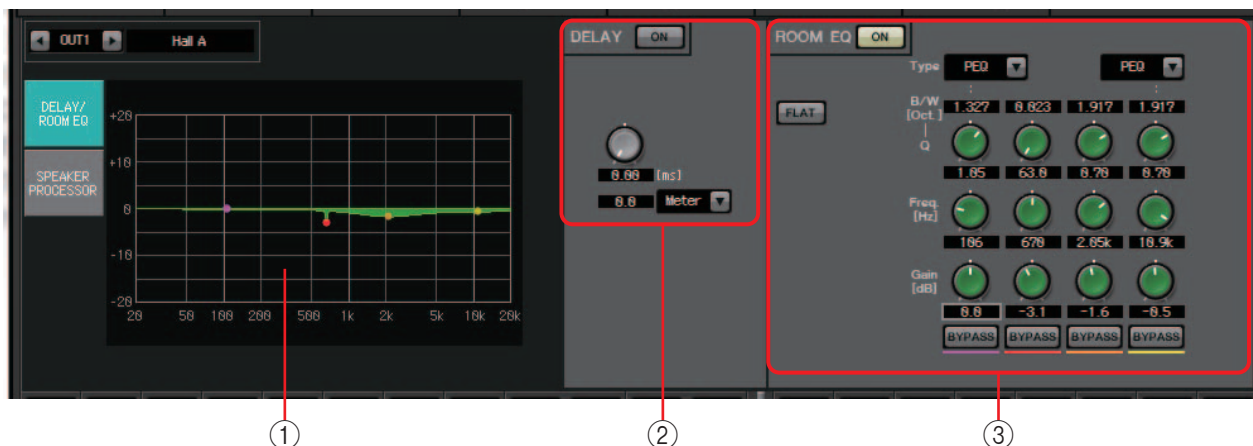 OUT1 Hall A
DELAY ON
ROOM EQ ON
DELAY/
ROOM EQ
SPEAKER
PROCESSOR
+20
+10
0
-10
-20
20 50 100 200 500 1k 2k 5k 10k 20k
0.00 [ms]
0.0 Meter
FLAT
Type PEQ PEQ
B/W
[Oct.]
1.327 0.023 1.917 1.917
Q
1.05 63.0 0.70 0.70
Freq.
[Hz]
106 670 2.05k 10.9k
Gain
[dB]
0.0 -3.1 -1.6 -0.5
BYPASS BYPASS BYPASS BYPASS
① ② ③